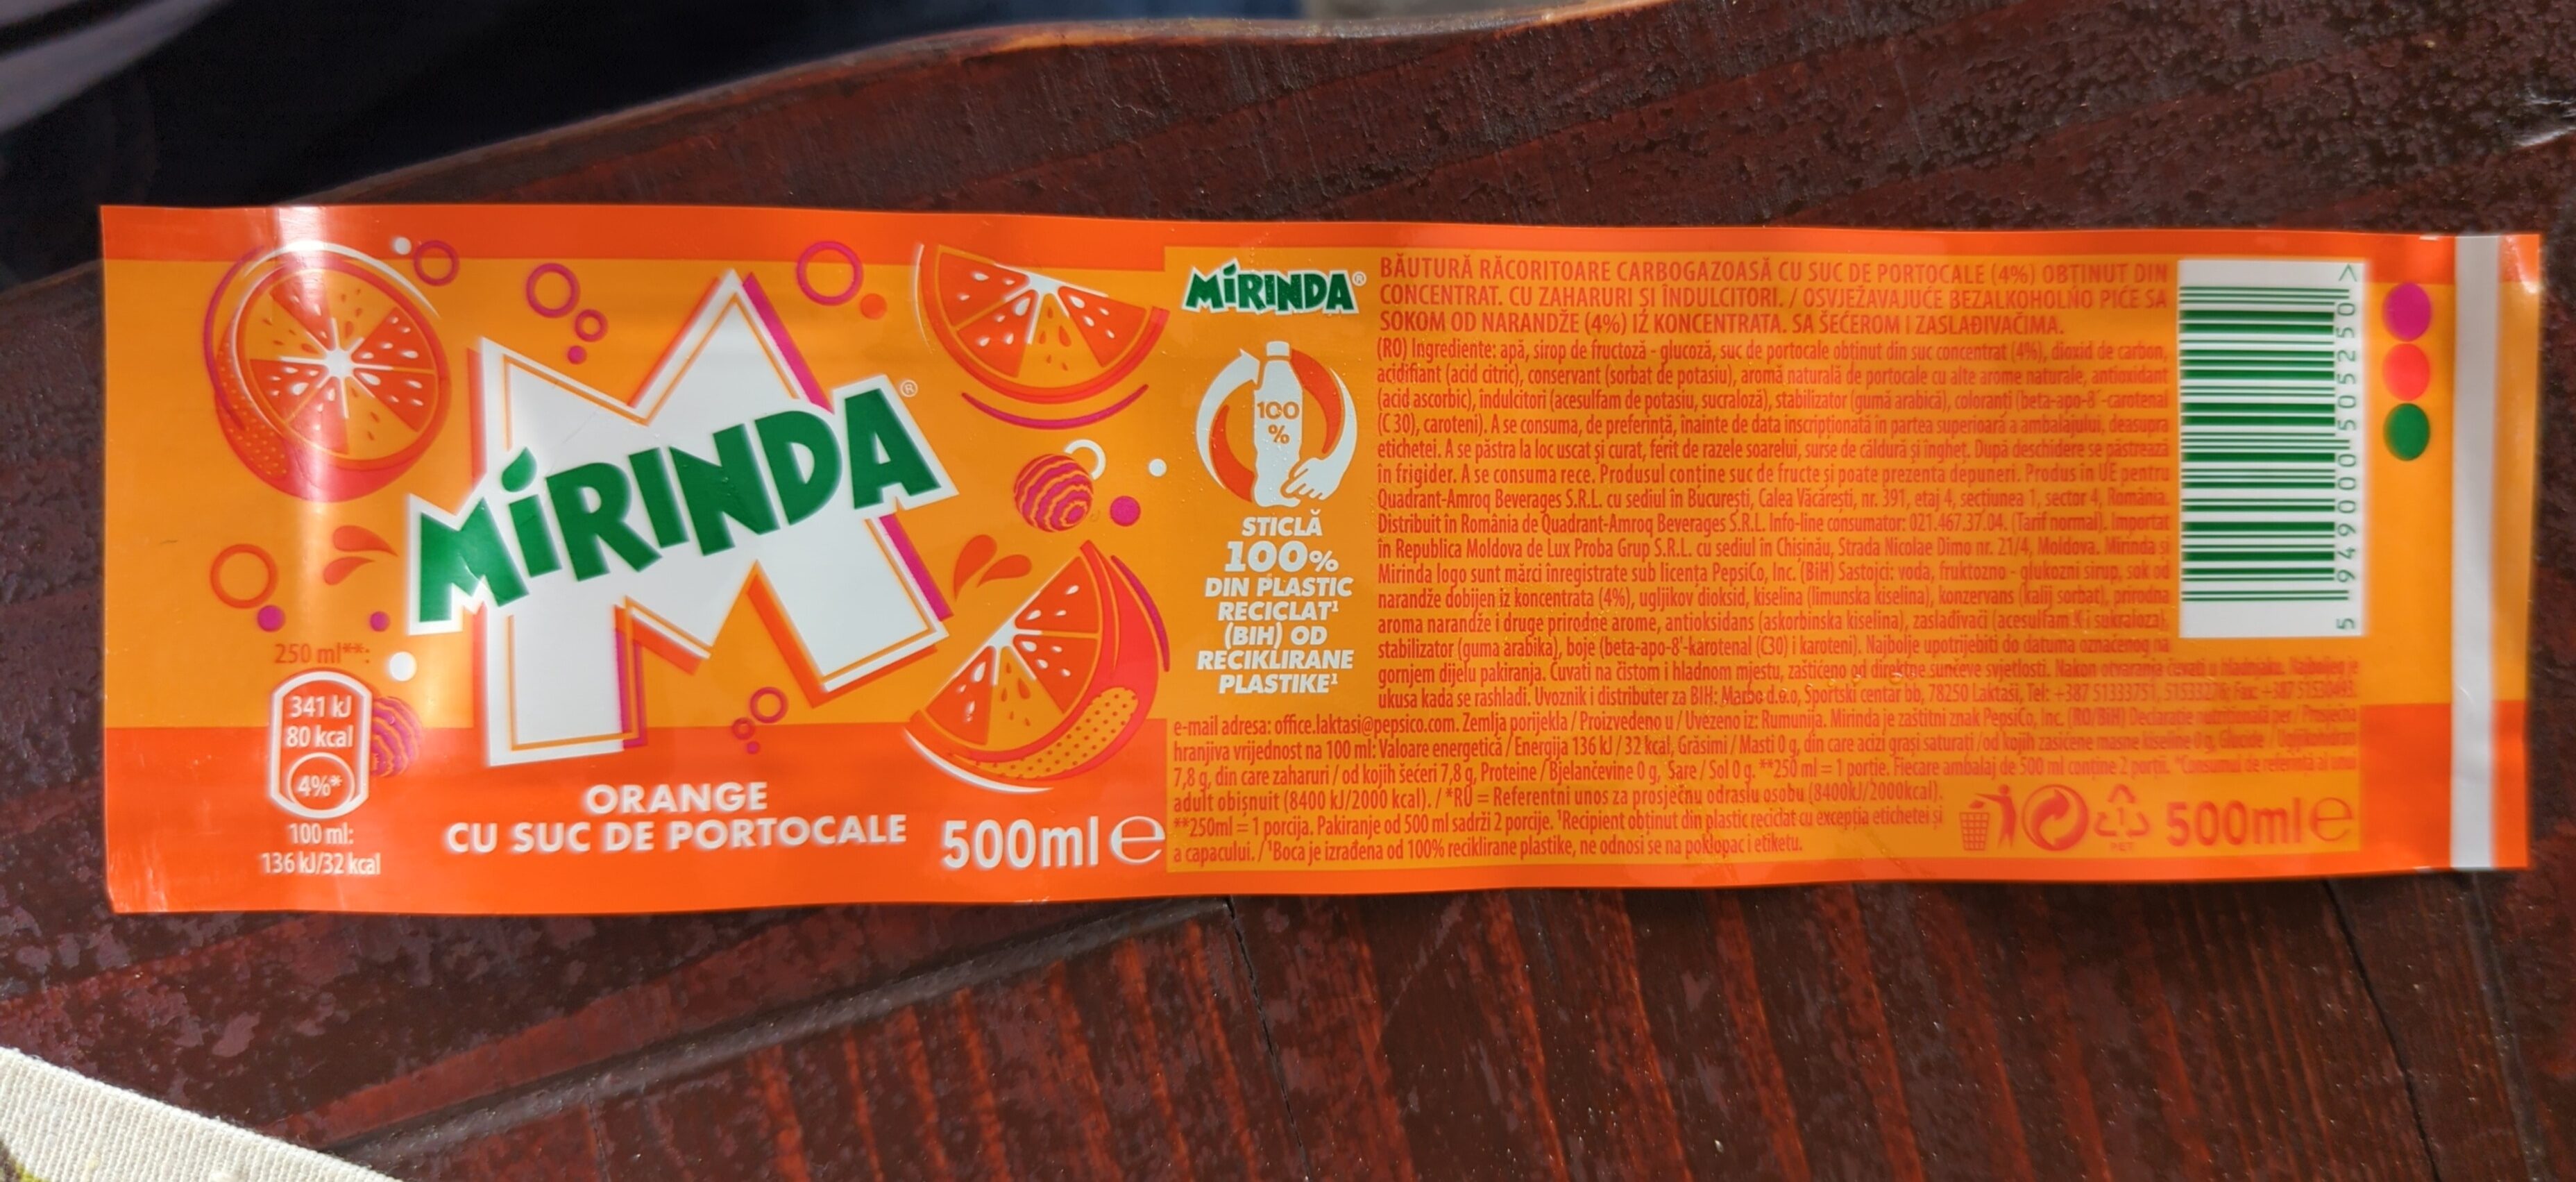 MIRINDA®
250 ml**:
341 kJ
80 kcal
4%*
100 ml:
136 kJ/32 kcal
ORANGE
CU SUC DE PORTOCALE
500ml e
MIRINDA®
100
%
STICLĂ
100%
DIN PLASTIC
RECICLAT¹
(BIH) OD
RECIKLIRANE
PLASTIKE¹
BĂUTURĂ RĂCORITOARE CARBOGAZOASĂ CU SUC DE PORTOCALE (4%) OBTINUT DIN
CONCENTRAT. CU ZAHARURI ȘI ÎNDULCITORI. / OSVJEŽAVAJUĆE BEZALKOHOLNO PIĆE SA
SOKOM OD NARANDŽE (4%) IZ KONCENTRATA. SA ŠEĆEROM I ZASLAĐIVAČIMA.
(RO) Ingrediente: apă, sirop de fructoză - glucoză, suc de portocale obținut din suc concentrat (4%), dioxid de carbon,
acidifiant (acid citric), conservant (sorbat de potasiu), aromă naturală de portocale cu alte arome naturale, antioxidant
(acid ascorbic), îndulcitori (acesulfam de potasiu, sucraloză), stabilizator (gumă arabică), coloranți (beta-apo-8'-carotenal
(C 30), caroteni). A se consuma, de preferință, înainte de data inscripționată în partea superioară a ambalajului, deasupra
etichetei. A se păstra la loc uscat și curat, ferit de razele soarelui, surse de căldură și îngheț. După deschidere se păstrează
în frigider. A se consuma rece. Produsul conține suc de fructe și poate prezenta depuneri. Produs în UE pentru
Quadrant-Amroq Beverages S.R.L. cu sediul în București, Calea Văcărești, nr. 391, etaj 4, secțiunea 1, sector 4, România.
Distribuit în România de Quadrant-Amroq Beverages S.R.L. Info-line consumator: 021.467.37.04. (Tarif normal). Importat
în Republica Moldova de Lux Proba Grup S.R.L. cu sediul în Chișinău, Strada Nicolae Dimo nr. 21/4, Moldova. Mirinda și
Mirinda logo sunt mărci înregistrate sub licența PepsiCo, Inc. (BiH) Sastojci: voda, fruktozno - glukozni sirup, sok od
narandže dobijen iz koncentrata (4%), ugljikov dioksid, kiselina (limunska kiselina), konzervans (kalij sorbat), prirodna
aroma narandže i druge prirodne arome, antioksidans (askorbinska kiselina), zaslađivači (acesulfam K i sukraloza),
stabilizator (guma arabika), boje (beta-apo-8'-karotenal (C30) i karoteni). Najbolje upotrijebiti do datuma označenog na
gornjem dijelu pakiranja. Čuvati na čistom i hladnom mjestu, zaštićeno od direktne sunčeve svjetlosti. Nakon otvaranja čuvati u hladnjaku. Najboljeg je
ukusa kada se rashladi. Uvoznik i distributer za BIH: Marbo d.o.o, Sportski centar bb, 78250 Laktaši, Tel: +387 51333751,
e-mail adresa: office.laktasi@pepsico.com. Zemlja porijekla / Proizvedeno u / Uvezeno iz: Rumunija. Mirinda je zaštitni znak PepsiCo, Inc. (RO/BiH) Declarație nutrițională per / Prosječna
hranjiva vrijednost na 100 ml: Valoare energetică / Energija 136 kJ / 32 kcal, Grăsimi / Masti 0 g, din care acizi grași saturați / od kojih zasićene masne kiseline 0 g, Glucide /
7,8 g, din care zaharuri / od kojih šećeri 7,8 g, Proteine / Bjelančevine 0 g, Sare / Sol 0 g. **250 ml = 1 porție. Fiecare ambalaj de 500 ml conține 2 porții. *Consumul de referință al unui
adult obișnuit (8400 kJ/2000 kcal). / *RU = Referentni unos za prosječnu odraslu osobu (8400kJ/2000kcal).
**250ml = 1 porcija. Pakiranje od 500 ml sadrži 2 porcije. ¹Recipient obținut din plastic reciclat cu excepția etichetei și
a capacului. / ¹Boca je izrađena od 100% reciklirane plastike, ne odnosi se na poklopac i etiketu.
1
PET
500ml e
5 949000 505250 >